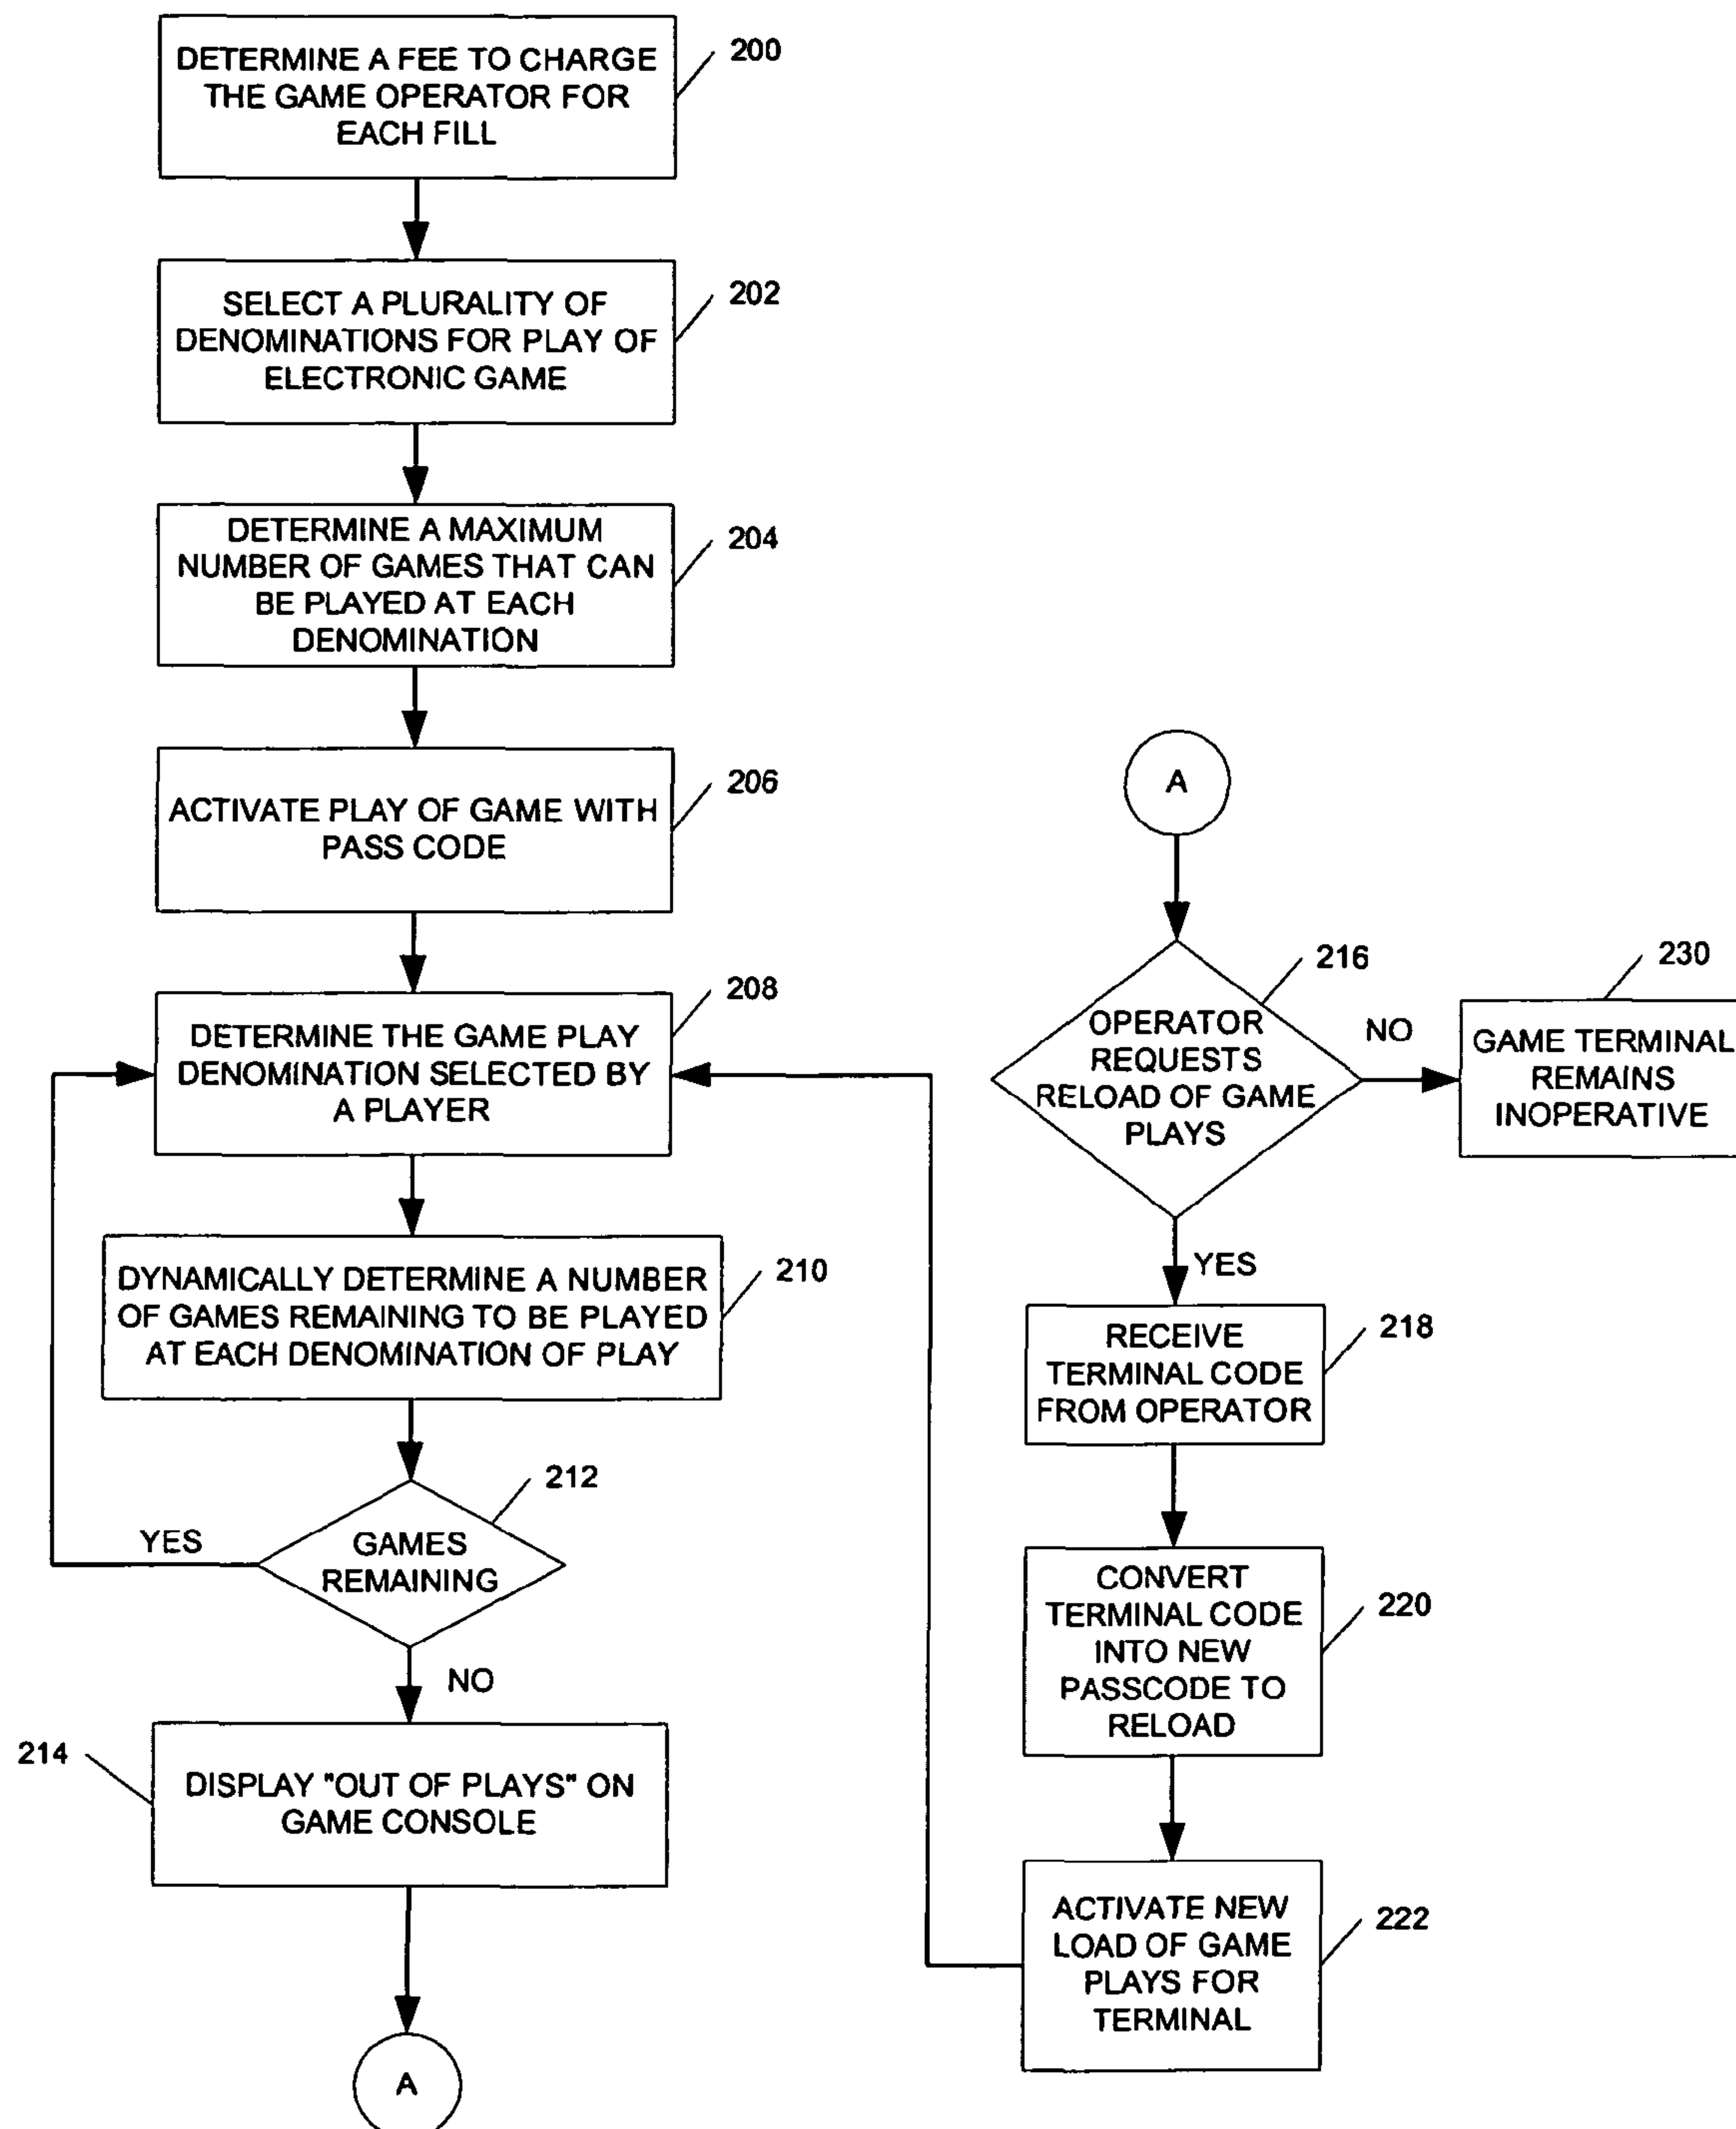 DETERMINE A FEE TO CHARGE
THE GAME OPERATOR FOR
EACH FILL
200
SELECT A PLURALITY OF
DENOMINATIONS FOR PLAY OF
ELECTRONIC GAME
202
DETERMINE A MAXIMUM
NUMBER OF GAMES THAT CAN
BE PLAYED AT EACH
DENOMINATION
204
ACTIVATE PLAY OF GAME WITH
PASS CODE
206
DETERMINE THE GAME PLAY
DENOMINATION SELECTED BY
A PLAYER
208
DYNAMICALLY DETERMINE A NUMBER
OF GAMES REMAINING TO BE PLAYED
AT EACH DENOMINATION OF PLAY
210
GAMES
REMAINING
212
YES
NO
DISPLAY "OUT OF PLAYS" ON
GAME CONSOLE
214
A
A
OPERATOR
REQUESTS
RELOAD OF GAME
PLAYS
216
NO
GAME TERMINAL
REMAINS
INOPERATIVE
230
YES
RECEIVE
TERMINAL CODE
FROM OPERATOR
218
CONVERT
TERMINAL CODE
INTO NEW
PASSCODE TO
RELOAD
220
ACTIVATE NEW
LOAD OF GAME
PLAYS FOR
TERMINAL
222